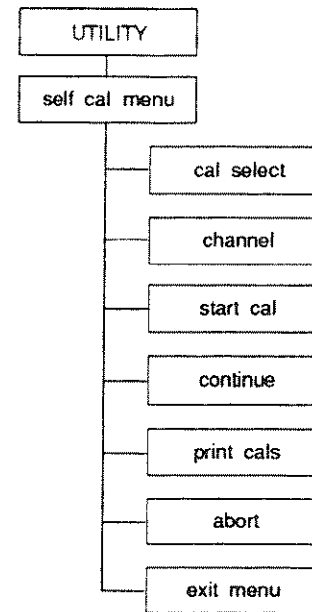 UTILITY
self cal menu
cal select
channel
start cal
continue
print cals
abort
exit menu